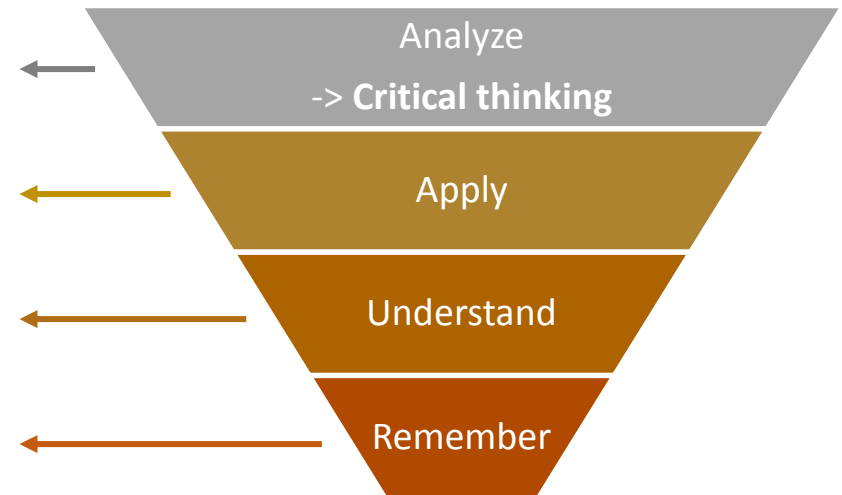 Analyze
-> Critical thinking
Apply
Understand
Remember